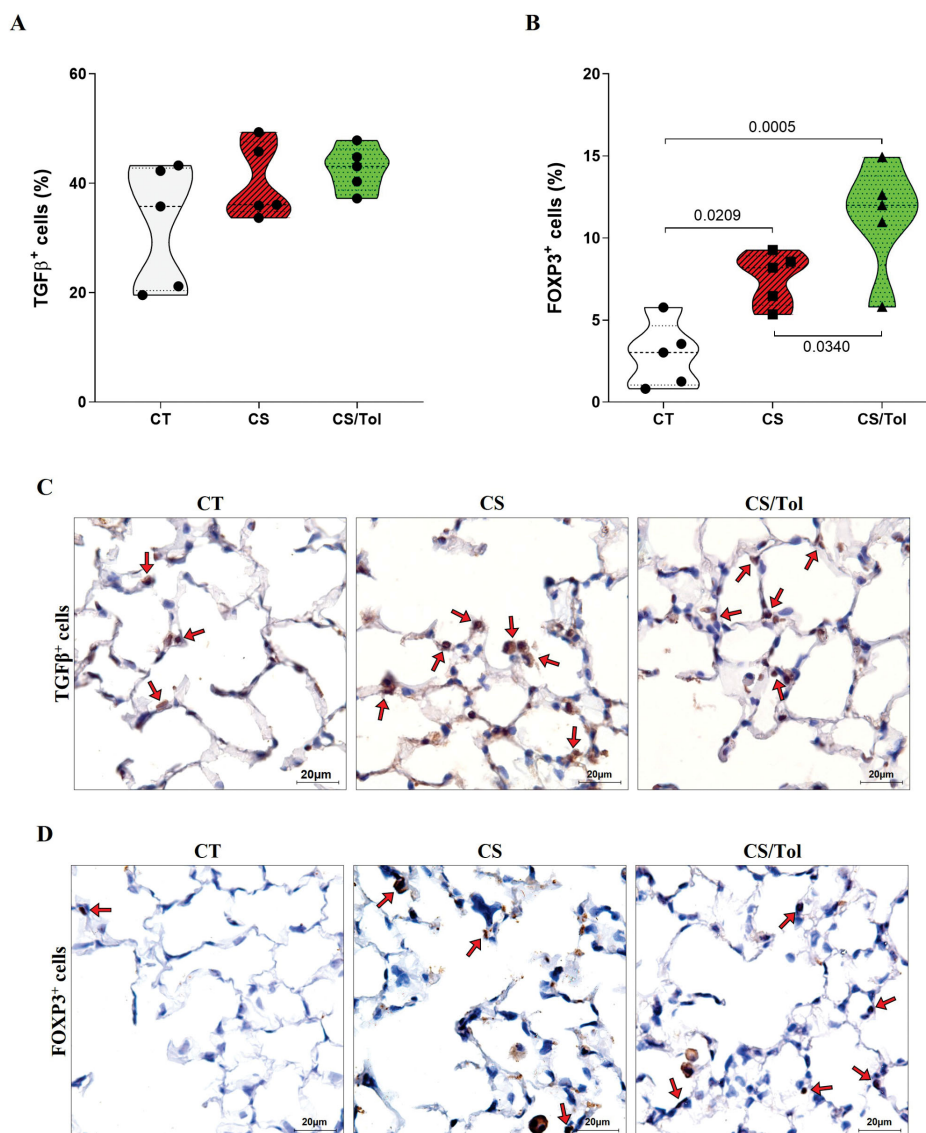 A
B
60
40
20
0
TGFβ+ cells (%)
CT
CS
CS/Tol
20
15
10
5
0
FOXP3+ cells (%)
0.0005
0.0209
0.0340
CT
CS
CS/Tol
C
CT
CS
CS/Tol
TGFβ+ cells
20µm
20µm
20µm
D
CT
CS
CS/Tol
FOXP3+ cells
20µm
20µm
20µm